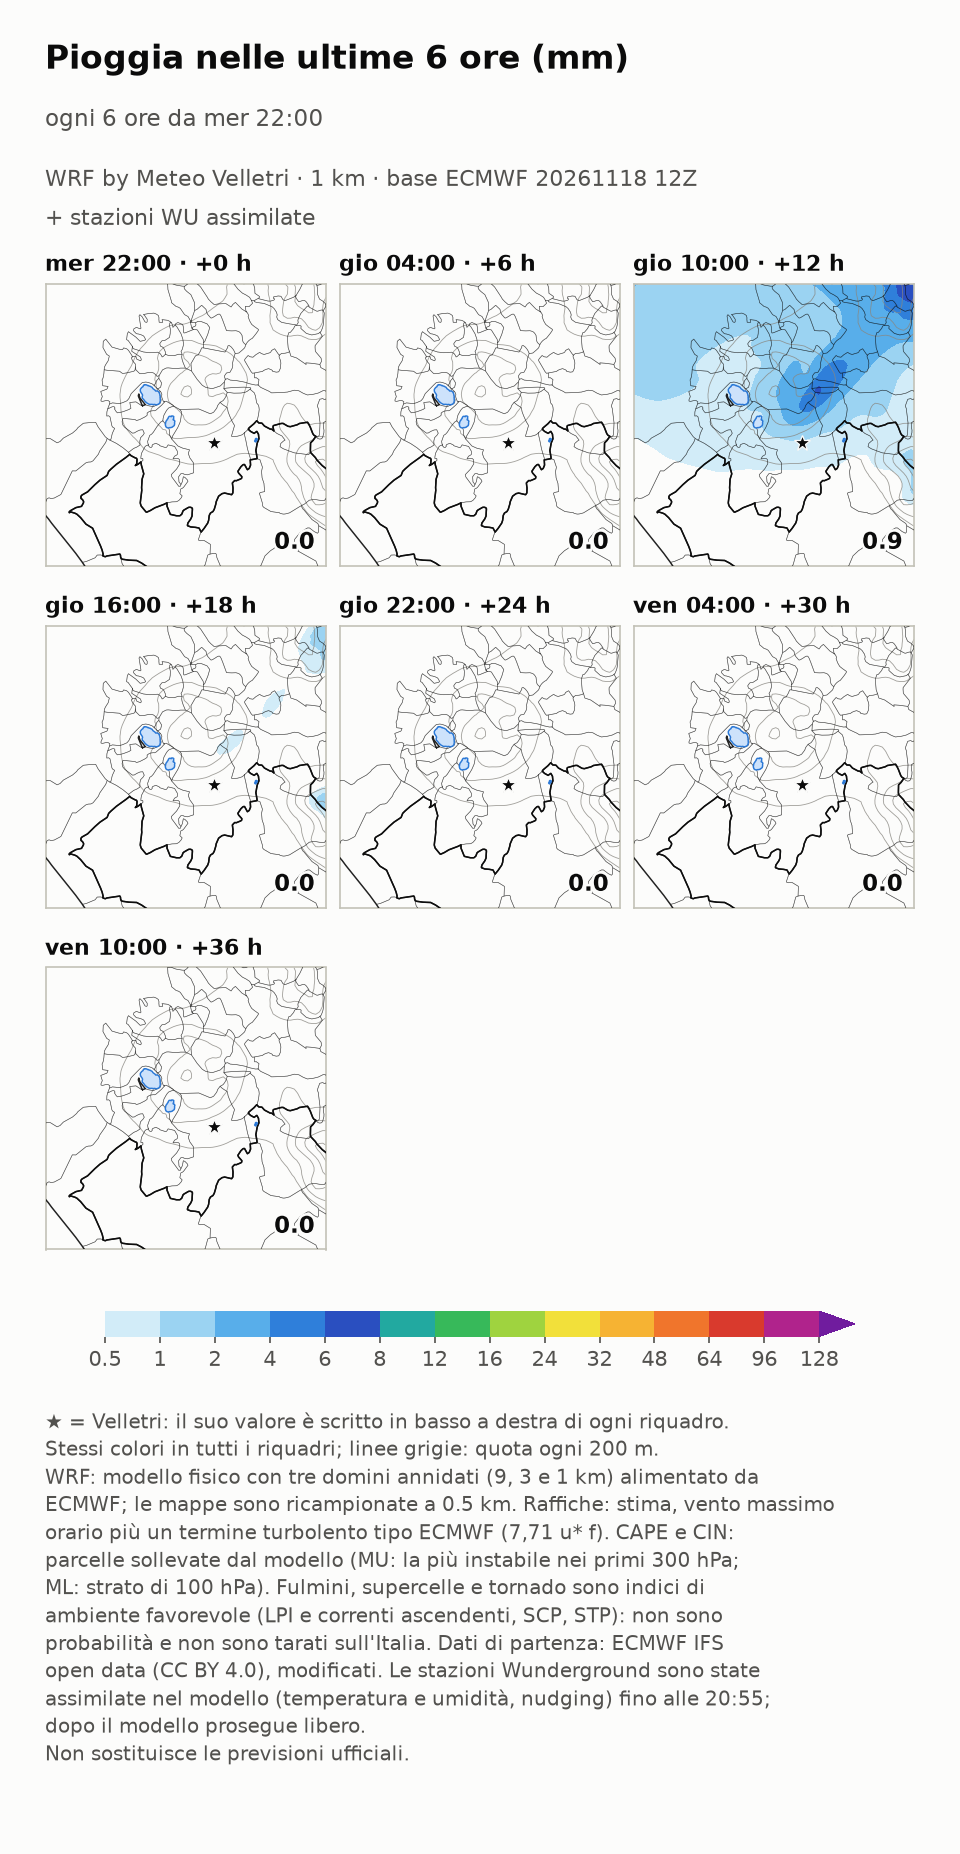 Pioggia nelle ultime 6 ore (mm)
ogni 6 ore da mer 22:00
WRF by Meteo Velletri · 1 km · base ECMWF 20261118 12Z
+ stazioni WU assimilate
mer 22:00 · +0 h
gio 04:00 · +6 h
gio 10:00 · +12 h
0.0
0.0
0.9
gio 16:00 · +18 h
gio 22:00 · +24 h
ven 04:00 · +30 h
0.0
0.0
0.0
ven 10:00 · +36 h
0.0
0.5 1 2 4 6 8 12 16 24 32 48 64 96 128
★ = Velletri: il suo valore è scritto in basso a destra di ogni riquadro.
Stessi colori in tutti i riquadri; linee grigie: quota ogni 200 m.
WRF: modello fisico con tre domini annidati (9, 3 e 1 km) alimentato da
ECMWF; le mappe sono ricampionate a 0.5 km. Raffiche: stima, vento massimo
orario più un termine turbolento tipo ECMWF (7,71 u* f). CAPE e CIN:
parcelle sollevate dal modello (MU: la più instabile nei primi 300 hPa;
ML: strato di 100 hPa). Fulmini, supercelle e tornado sono indici di
ambiente favorevole (LPI e correnti ascendenti, SCP, STP): non sono
probabilità e non sono tarati sull'Italia. Dati di partenza: ECMWF IFS
open data (CC BY 4.0), modificati. Le stazioni Wunderground sono state
assimilate nel modello (temperatura e umidità, nudging) fino alle 20:55;
dopo il modello prosegue libero.
Non sostituisce le previsioni ufficiali.